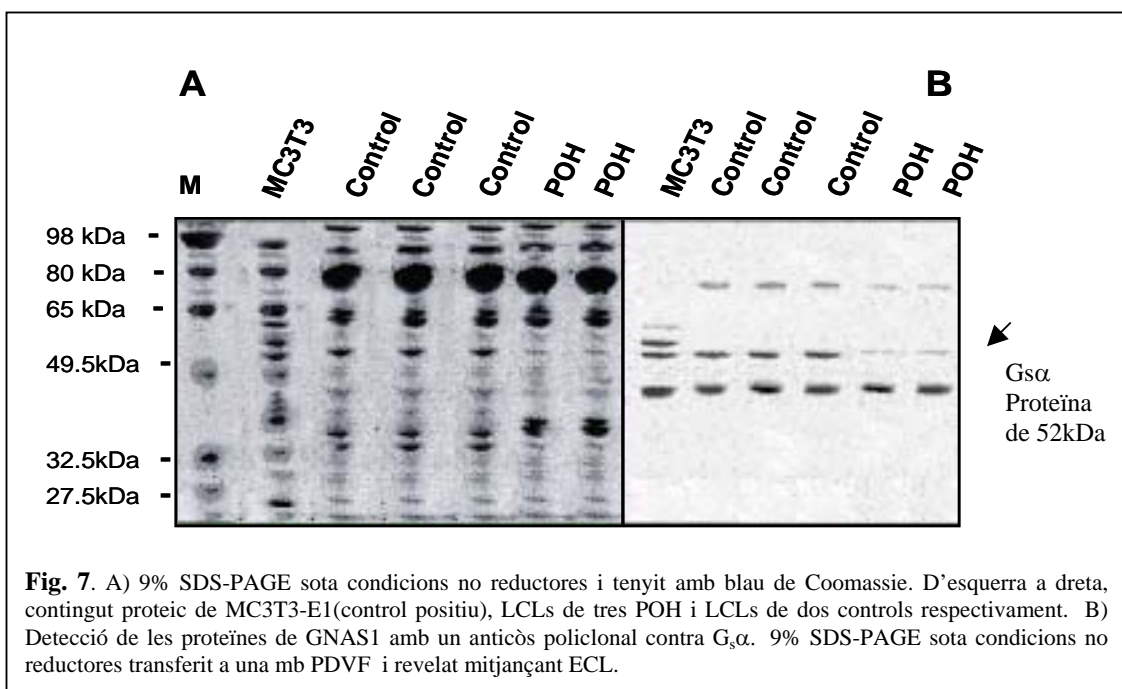 A B
M MC3T3 Control Control Control POH POH MC3T3 Control Control Control POH POH
98 kDa -
80 kDa -
65 kDa -
49.5kDa -
32.5kDa -
27.5kDa -
Gsα
Proteïna
de 52kDa
Fig. 7. A) 9% SDS-PAGE sota condicions no reductores i tenyit amb blau de Coomassie. D'esquerra a dreta,
contingut proteic de MC3T3-E1(control positiu), LCLs de tres POH i LCLs de dos controls respectivament. B)
Detecció de les proteïnes de GNAS1 amb un anticòs policlonal contra Gsα. 9% SDS-PAGE sota condicions no
reductores transferit a una mb PDVF i revelat mitjançant ECL.